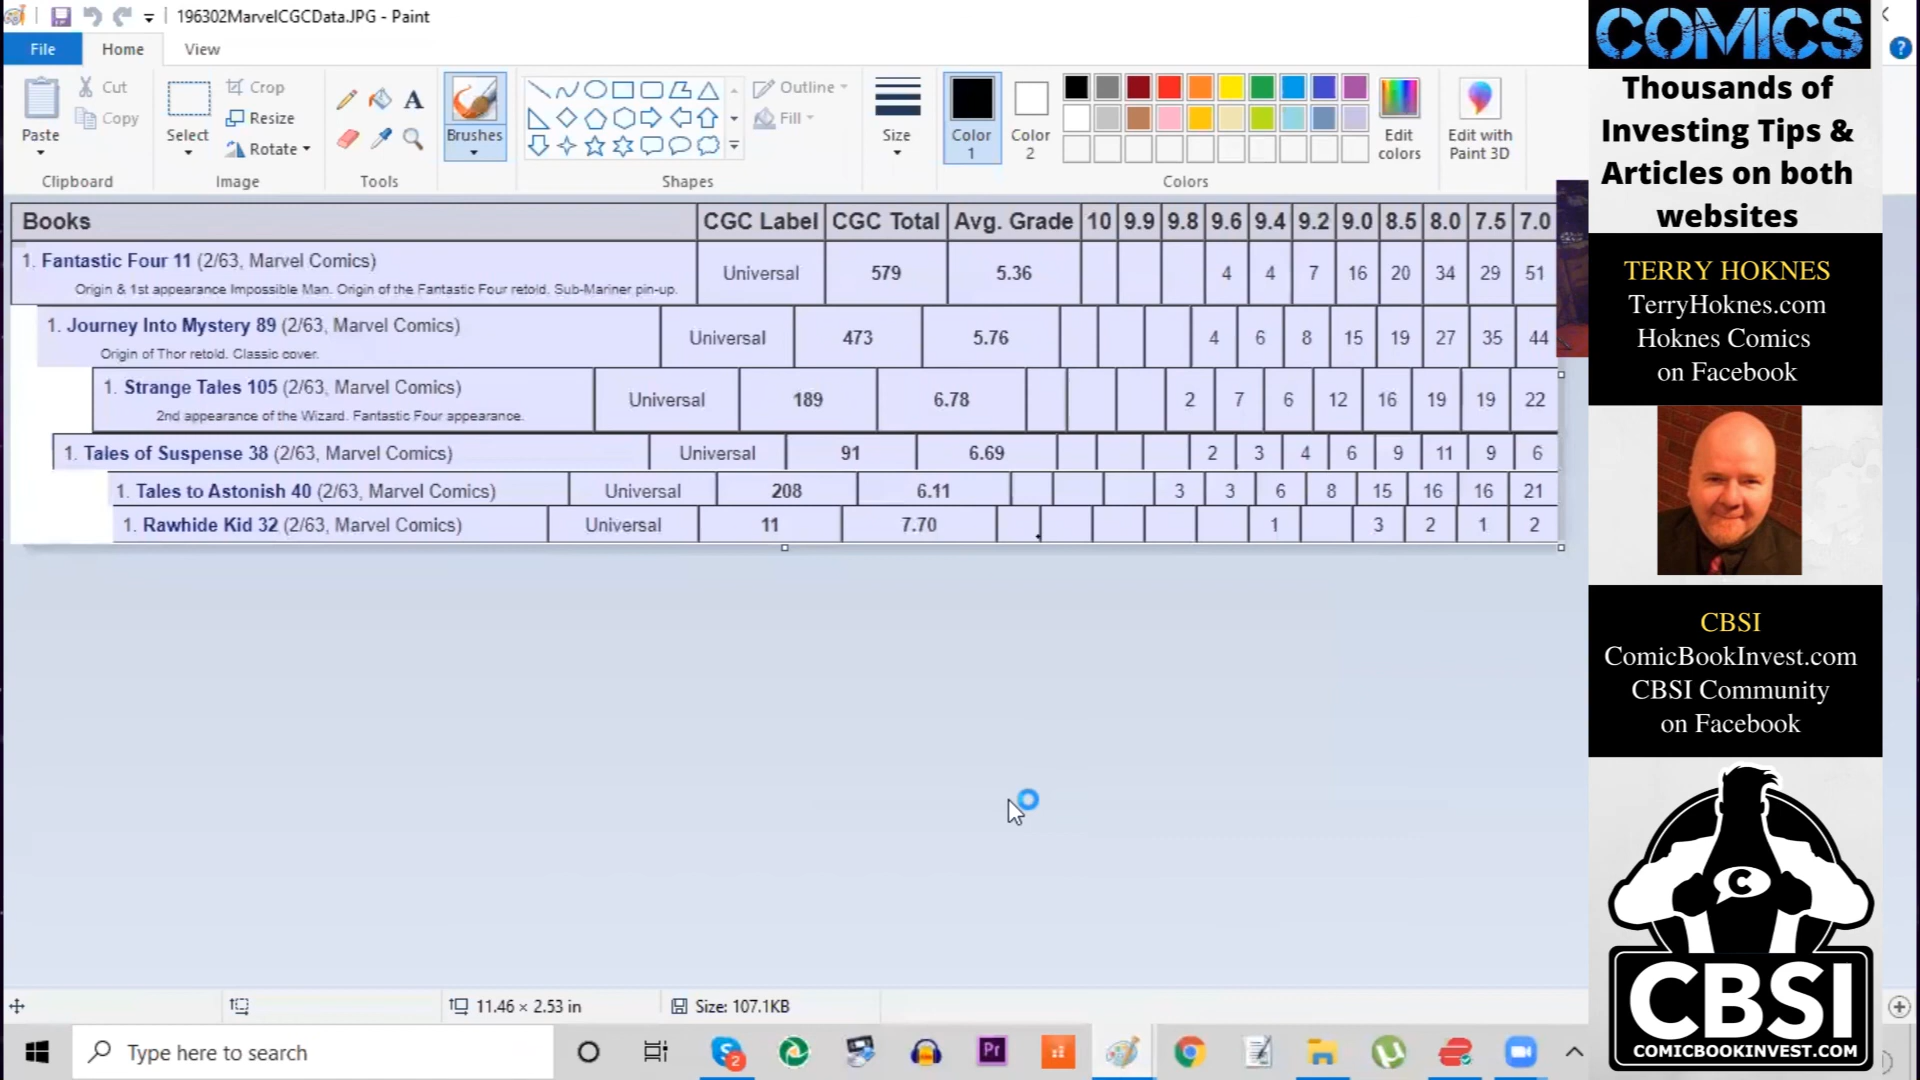 196302MarvelCGCData.JPG - Paint
File Home View
Paste
Cut
Copy
Clipboard
Select
Crop
Resize
Rotate
Image
Tools
Brushes
Shapes
Outline
Fill
Size
Color 1
Color 2
Edit colors
Colors
Edit with Paint 3D
Books CGC Label CGC Total Avg. Grade 10 9.9 9.8 9.6 9.4 9.2 9.0 8.5 8.0 7.5 7.0
1. Fantastic Four 11 (2/63, Marvel Comics) Universal 579 5.36 4 4 7 16 20 34 29 51
Origin & 1st appearance Impossible Man. Origin of the Fantastic Four retold. Sub-Mariner pin-up.
1. Journey Into Mystery 89 (2/63, Marvel Comics) Universal 473 5.76 4 6 8 15 19 27 35 44
Origin of Thor retold. Classic cover.
1. Strange Tales 105 (2/63, Marvel Comics) Universal 189 6.78 2 7 6 12 16 19 19 22
2nd appearance of the Wizard. Fantastic Four appearance.
1. Tales of Suspense 38 (2/63, Marvel Comics) Universal 91 6.69 2 3 4 6 9 11 9 6
1. Tales to Astonish 40 (2/63, Marvel Comics) Universal 208 6.11 3 3 6 8 15 16 16 21
1. Rawhide Kid 32 (2/63, Marvel Comics) Universal 11 7.70 1 3 2 1 2
11.46 × 2.53 in
Size: 107.1KB
Type here to search
2
Pr
COMICS
Thousands of
Investing Tips &
Articles on both
websites
TERRY HOKNES
TerryHoknes.com
Hoknes Comics
on Facebook
CBSI
ComicBookInvest.com
CBSI Community
on Facebook
C
CBSI
COMICBOOKINVEST.COM